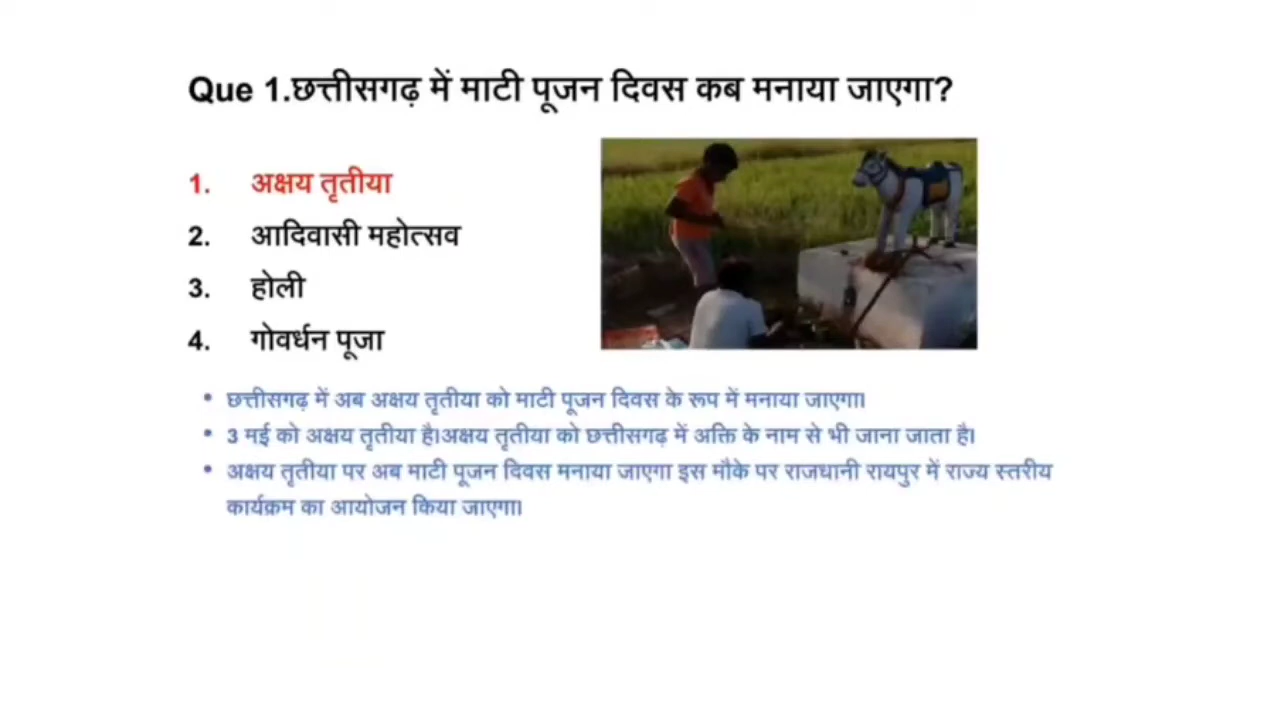 Que 1.छत्तीसगढ़ में माटी पूजन दिवस कब मनाया जाएगा?
1. अक्षय तृतीया
2. आदिवासी महोत्सव
3. होली
4. गोवर्धन पूजा
• छत्तीसगढ़ में अब अक्षय तृतीया को माटी पूजन दिवस के रूप में मनाया जाएगा।
• 3 मई को अक्षय तृतीया है।अक्षय तृतीया को छत्तीसगढ़ में अक्ति के नाम से भी जाना जाता है।
• अक्षय तृतीया पर अब माटी पूजन दिवस मनाया जाएगा इस मौके पर राजधानी रायपुर में राज्य स्तरीय
कार्यक्रम का आयोजन किया जाएगा।